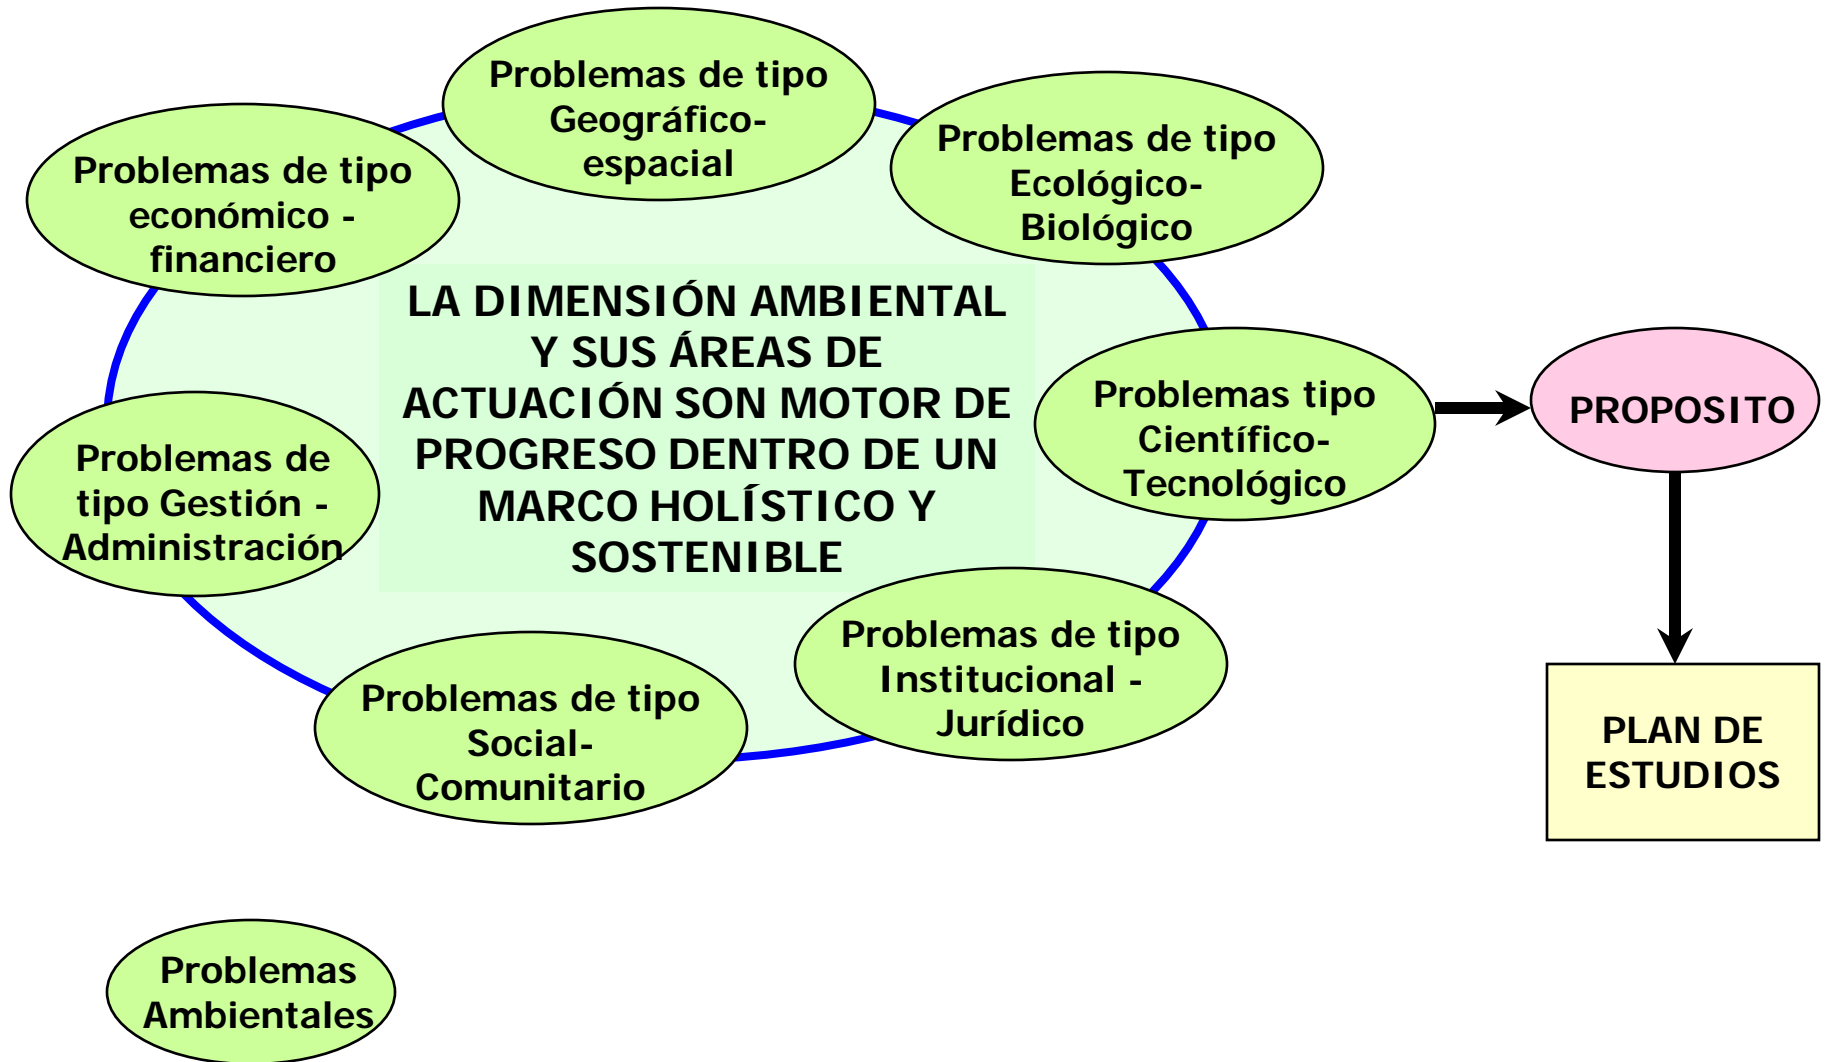 Problemas de tipo
Geográfico-
espacial
Problemas de tipo
Ecológico-
Biológico
Problemas de tipo
económico -
financiero
LA DIMENSIÓN AMBIENTAL
Y SUS ÁREAS DE
ACTUACIÓN SON MOTOR DE
PROGRESO DENTRO DE UN
MARCO HOLÍSTICO Y
SOSTENIBLE
Problemas tipo
Científico-
Tecnológico
PROPOSITO
Problemas de
tipo Gestión -
Administración
Problemas de tipo
Institucional -
Jurídico
Problemas de tipo
Social-
Comunitario
PLAN DE
ESTUDIOS
Problemas
Ambientales